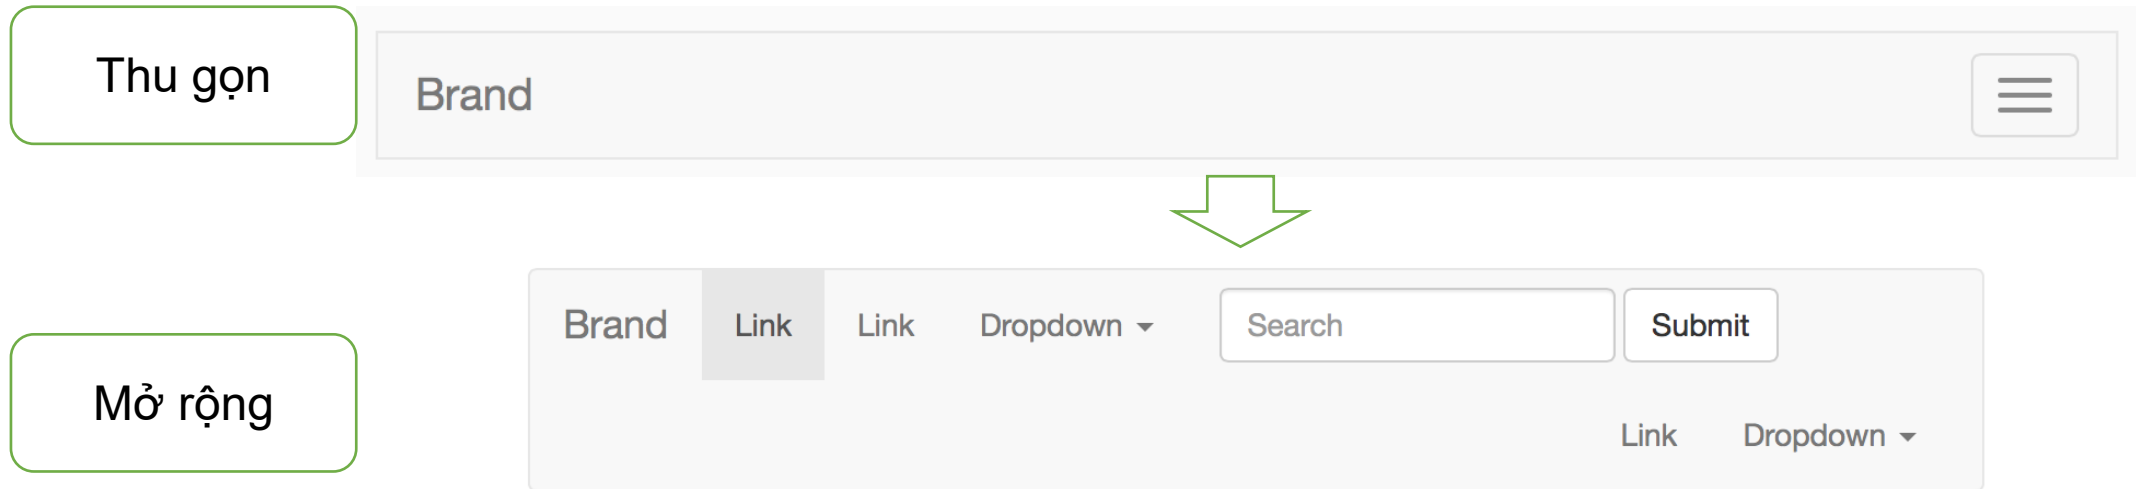 Thu gọn
Brand
Brand Link Link Dropdown Search Submit
Mở rộng
Link Dropdown